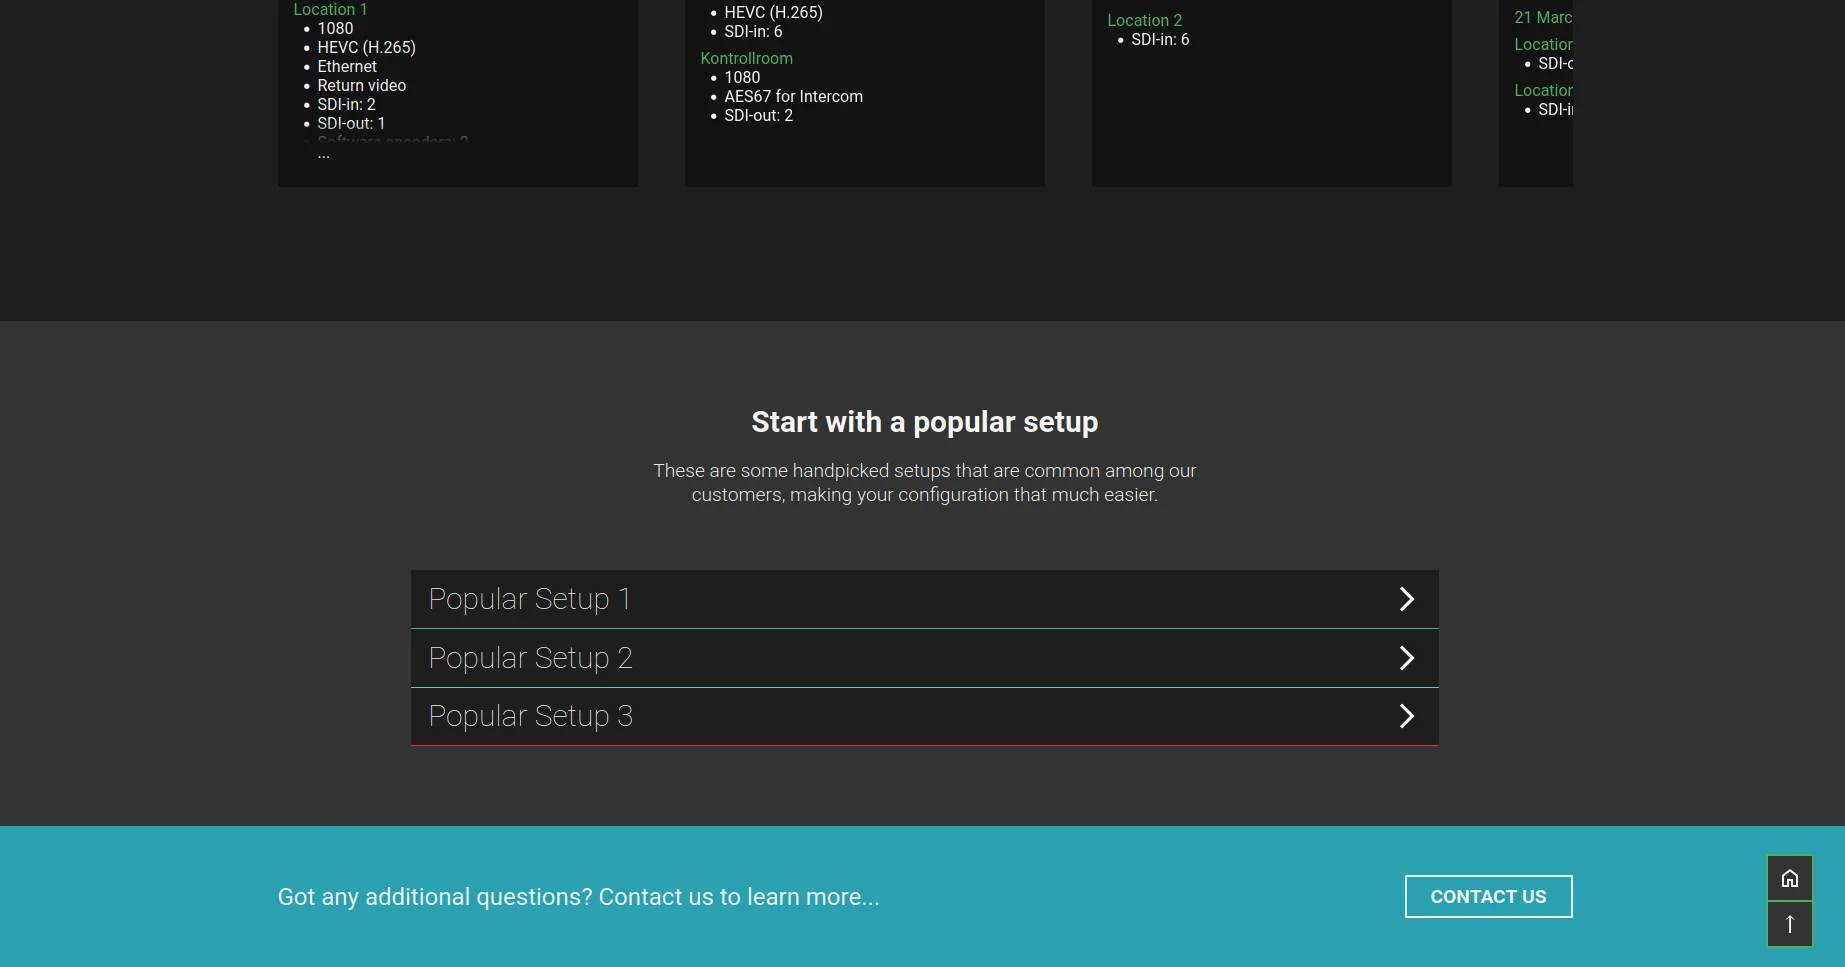 Location 1
1080
HEVC (H.265)
Ethernet
Return video
SDI-in: 2
SDI-out: 1
...
HEVC (H.265)
SDI-in: 6
Kontrollroom
1080
AES67 for Intercom
SDI-out: 2
Location 2
SDI-in: 6
21 Marc
Location
SDI-o
Location
SDI-in
Start with a popular setup
These are some handpicked setups that are common among our
customers, making your configuration that much easier.
Popular Setup 1
Popular Setup 2
Popular Setup 3
Got any additional questions? Contact us to learn more...
CONTACT US